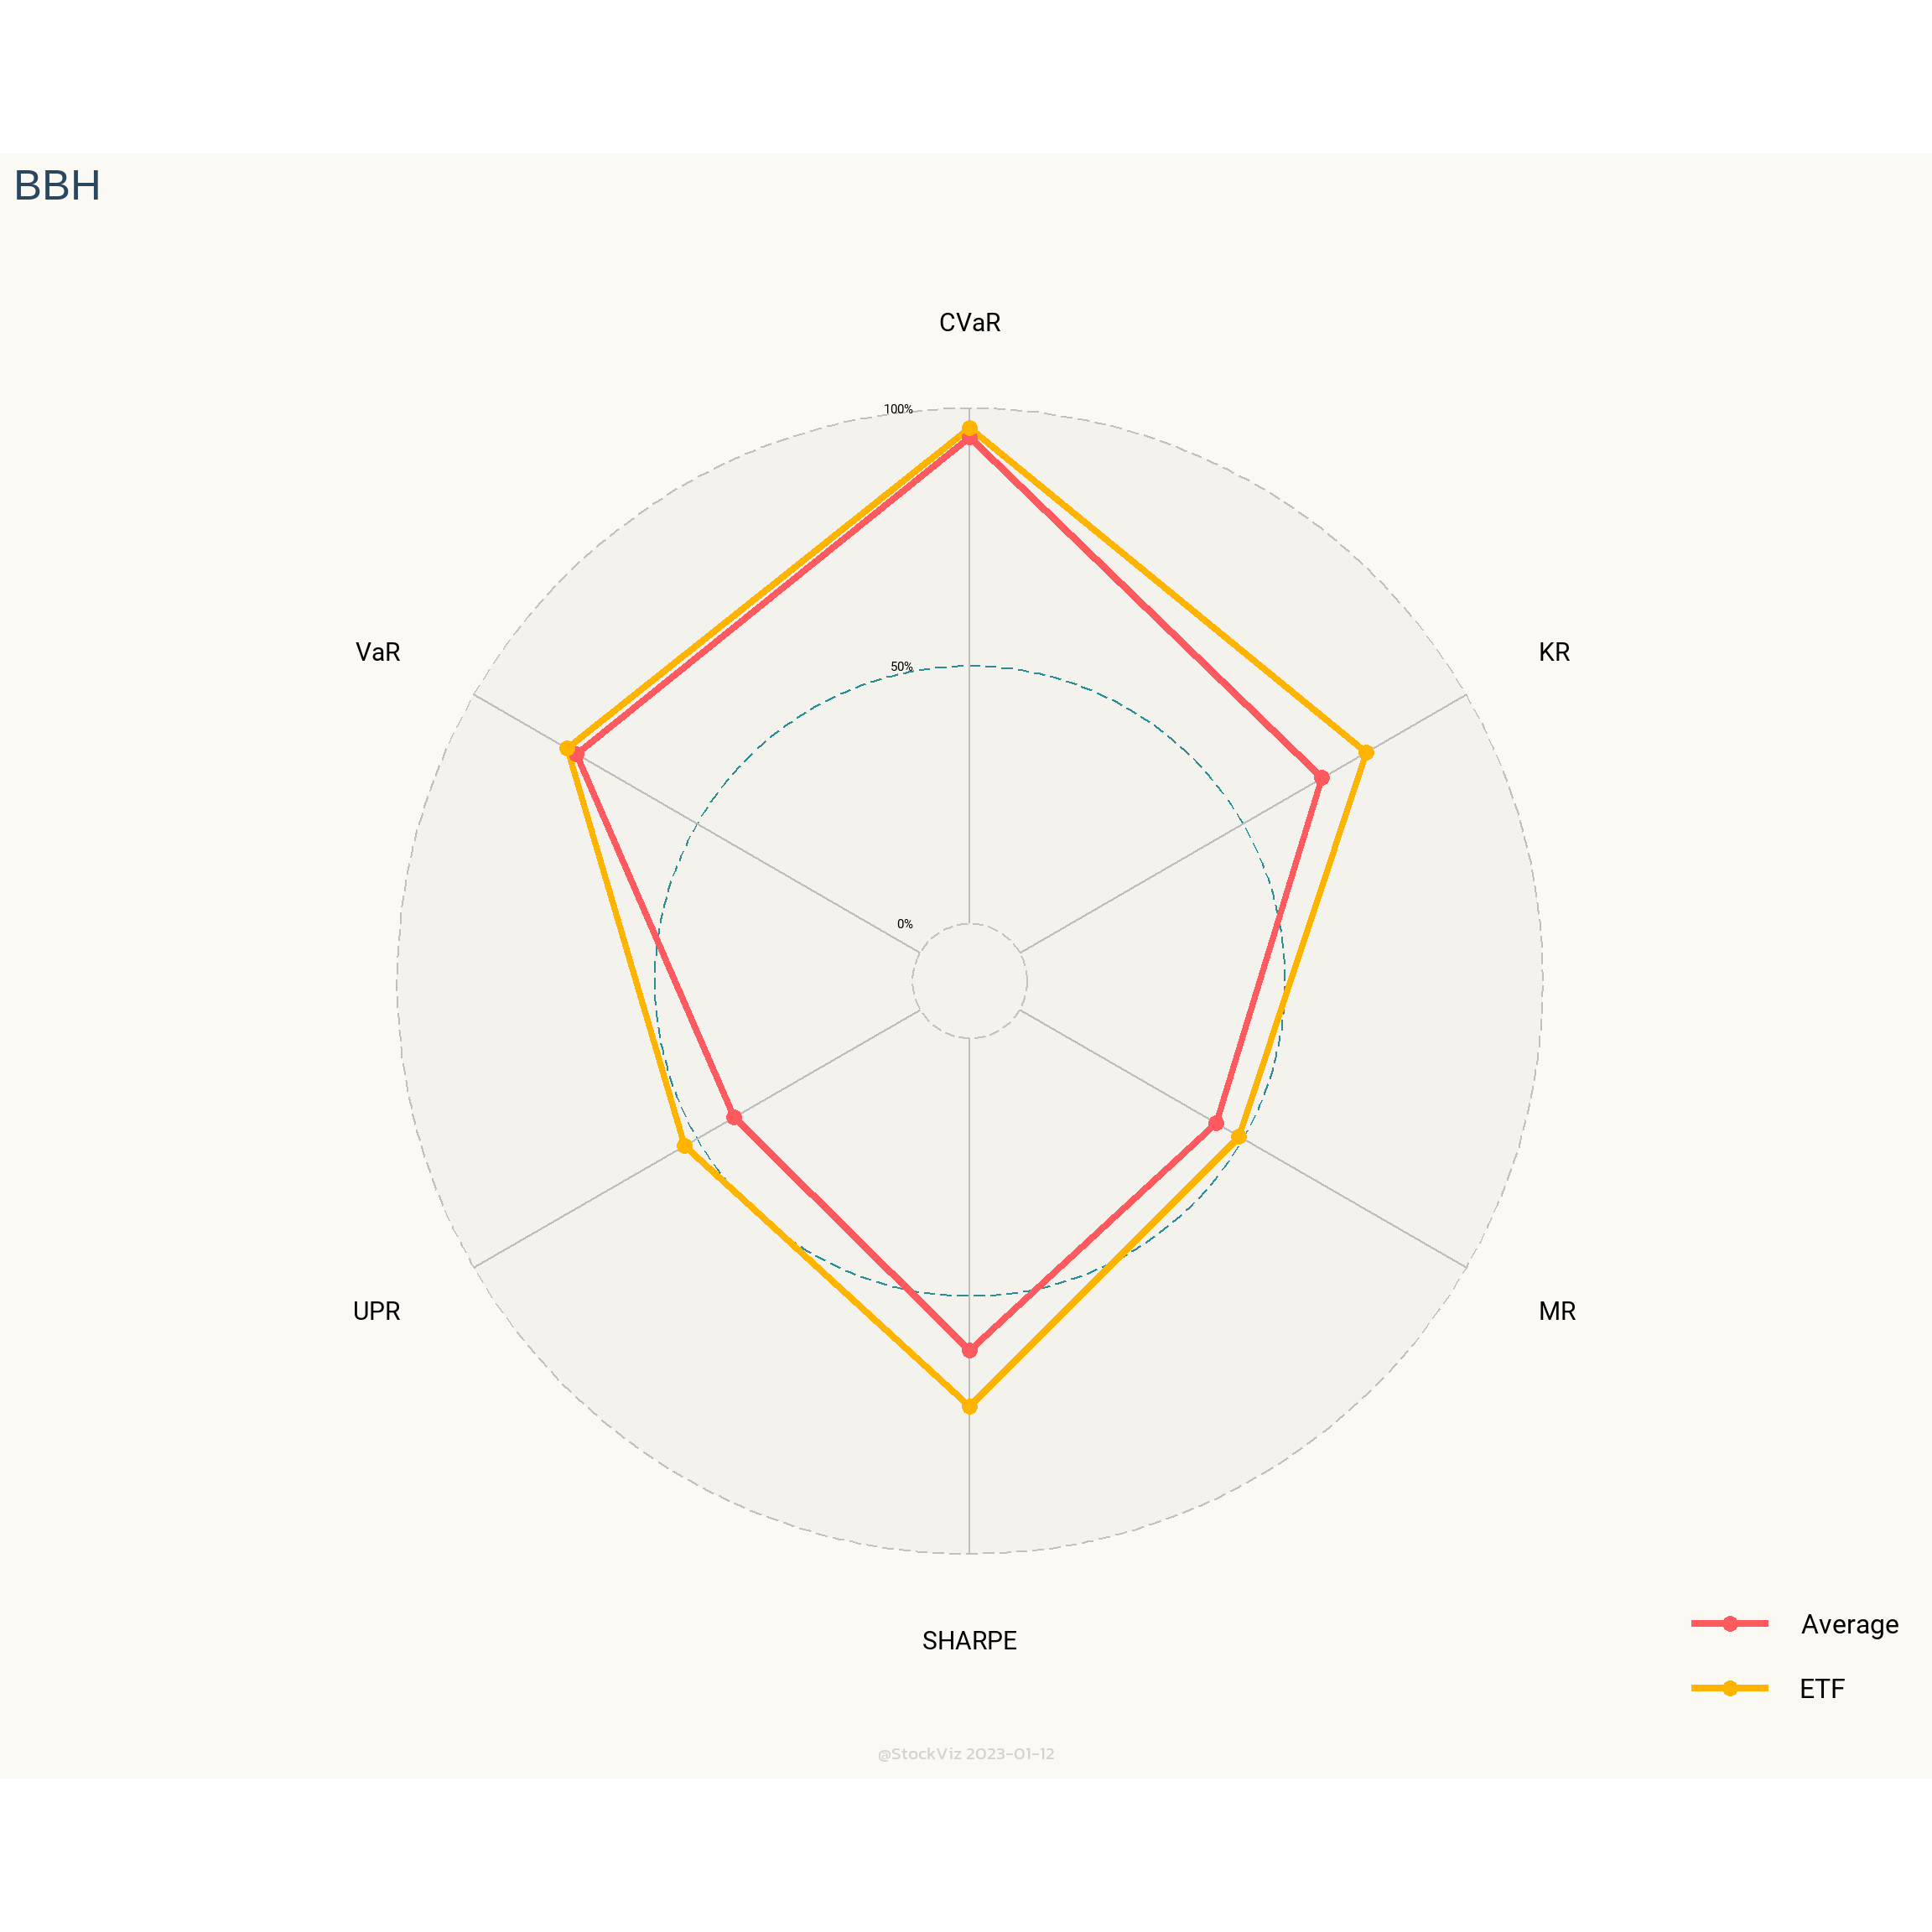 BBH
CVaR
100%
VaR
KR
50%
0%
UPR
MR
SHARPE
Average
ETF
@StockViz 2023-01-12